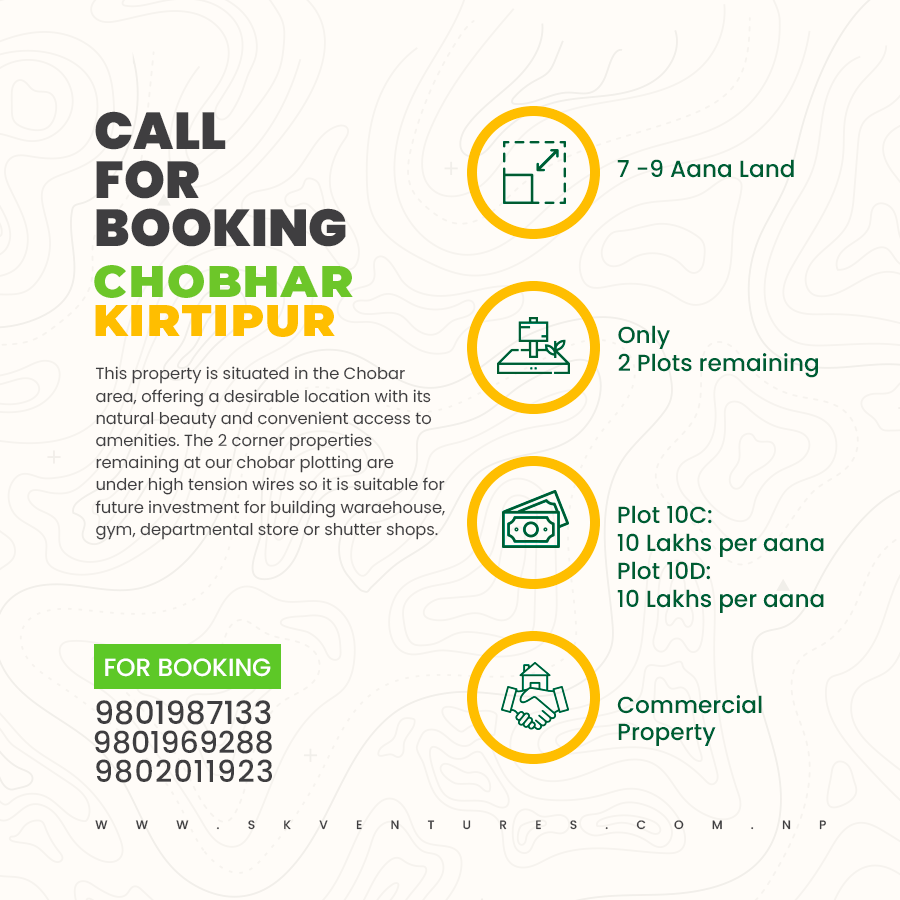 CALL
FOR
BOOKING
CHOBHAR
KIRTIPUR
This property is situated in the Chobar
area, offering a desirable location with its
natural beauty and convenient access to
amenities. The 2 corner properties
remaining at our chobar plotting are
under high tension wires so it is suitable for
future investment for building waraehouse,
gym, departmental store or shutter shops.
FOR BOOKING
9801987133
9801969288
9802011923
7 -9 Aana Land
Only
2 Plots remaining
Plot 10C:
10 Lakhs per aana
Plot 10D:
10 Lakhs per aana
Commercial
Property
WWW.SKVENTURES.COM.NP